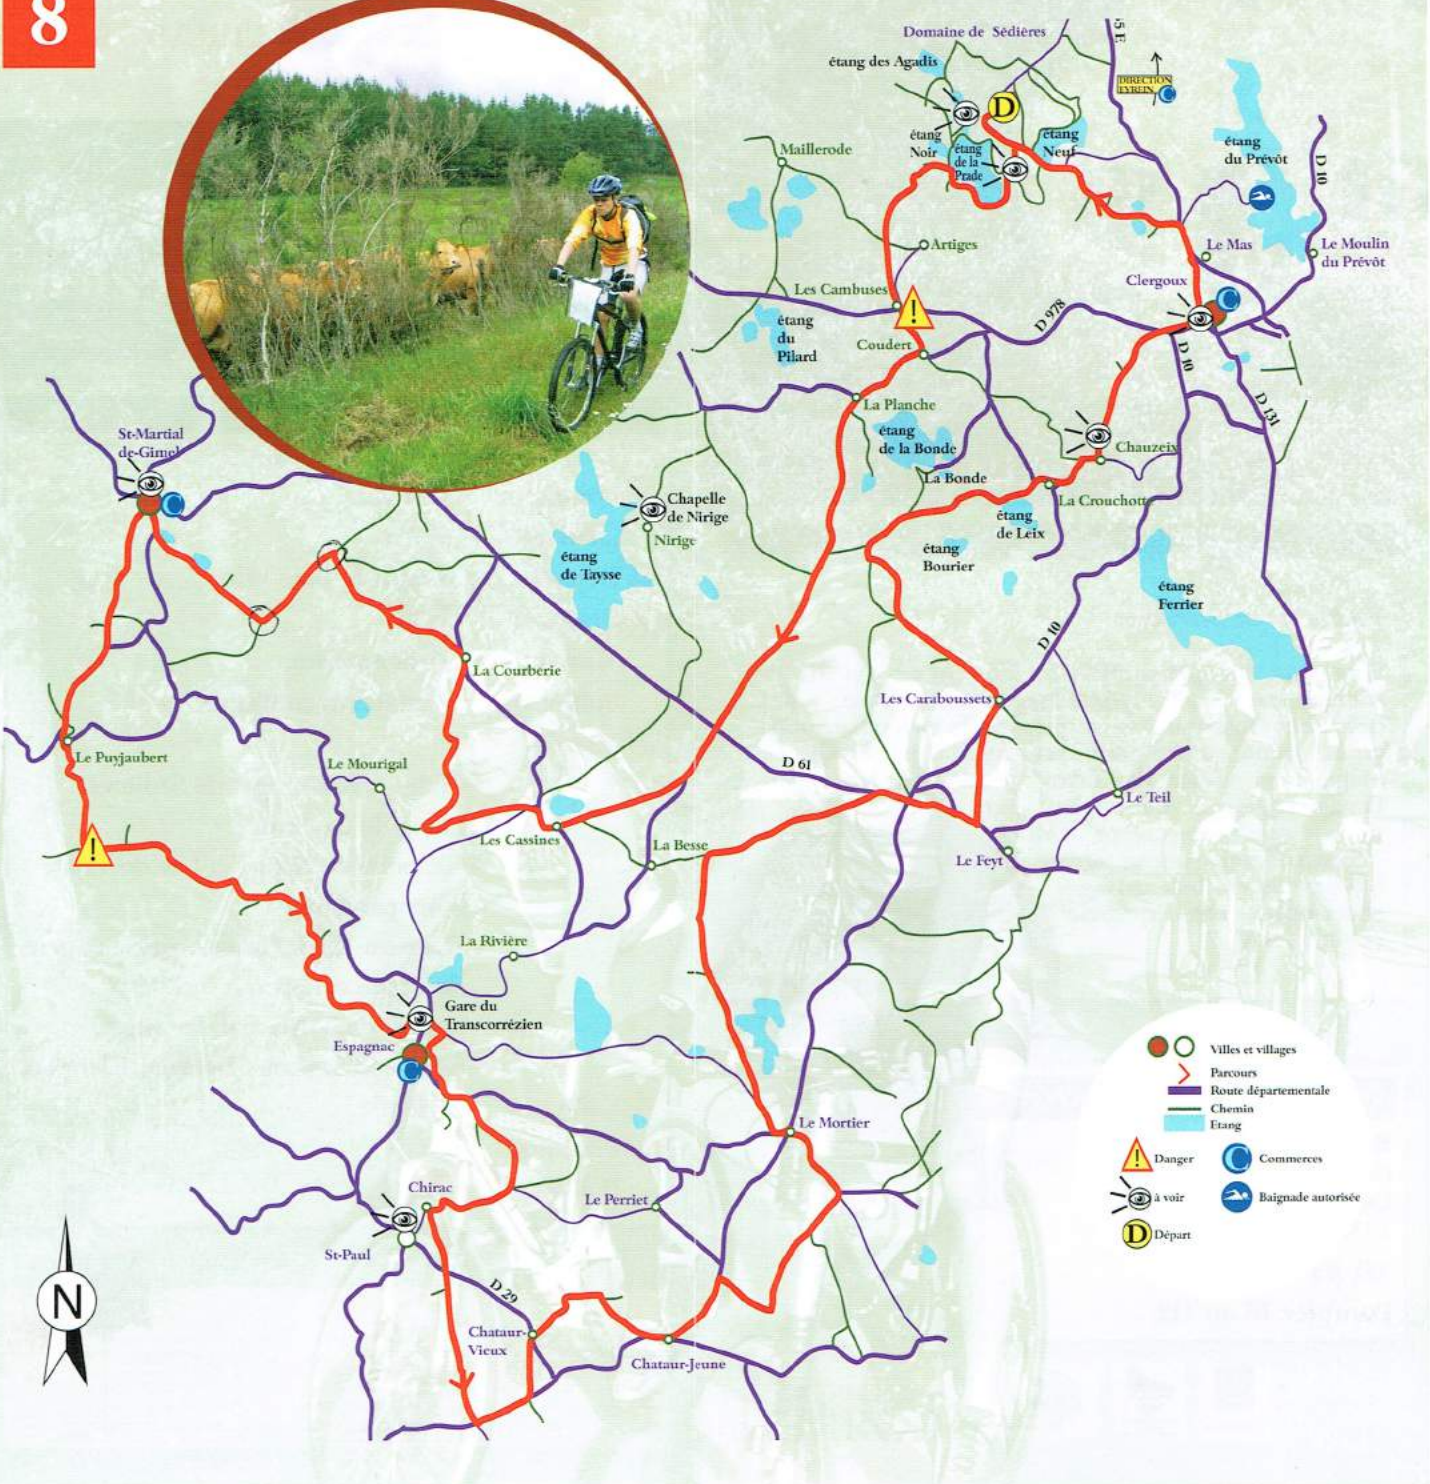 8
Domaine de Sédières
étang des Agadis
5 E
DIRECTION
EYREIN
D
étang
Noir
étang
de la
Prade
étang
Neuf
étang
du Prévôt
D 10
Maillerode
Artiges
Le Mas
Le Moulin
du Prévôt
Clergoux
Les Cambuses
!
D 978
étang
du
Pilard
Coudert
D 10
La Planche
D 131
étang
de la Bonde
Chauzeix
St-Martial
de-Gimel
La Bonde
La Crouchotte
Chapelle
de Nirige
Nirige
étang
de Leix
étang
Bourier
étang
de Taysse
étang
Ferrier
D 10
La Courberie
Les Caraboussets
Le Puyjaubert
Le Mourigal
D 61
Le Teil
Les Cassines
La Besse
Le Feyt
!
La Rivière
Gare du
Transcorrézien
Espagnac
Le Mortier
Chirac
Le Perriet
St-Paul
D 29
Chataur-
Vieux
Chataur-Jeune
N
Villes et villages
Parcours
Route départementale
Chemin
Etang
! Danger
Commerces
à voir
Baignade autorisée
D Départ